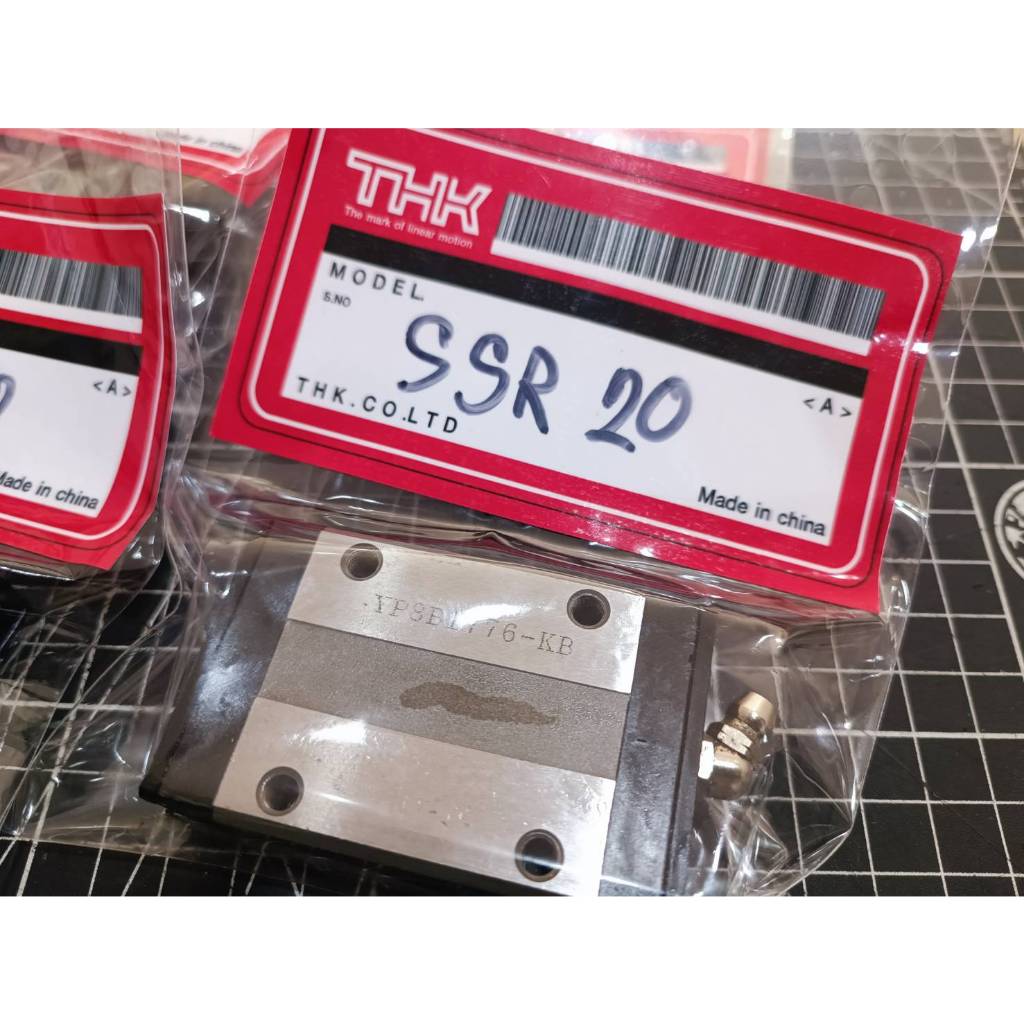 THK
The mark of linear motion
MODEL.
S.NO
SSR 20
<A>
THK.CO.LTD
Made in china
<A>
Made in china